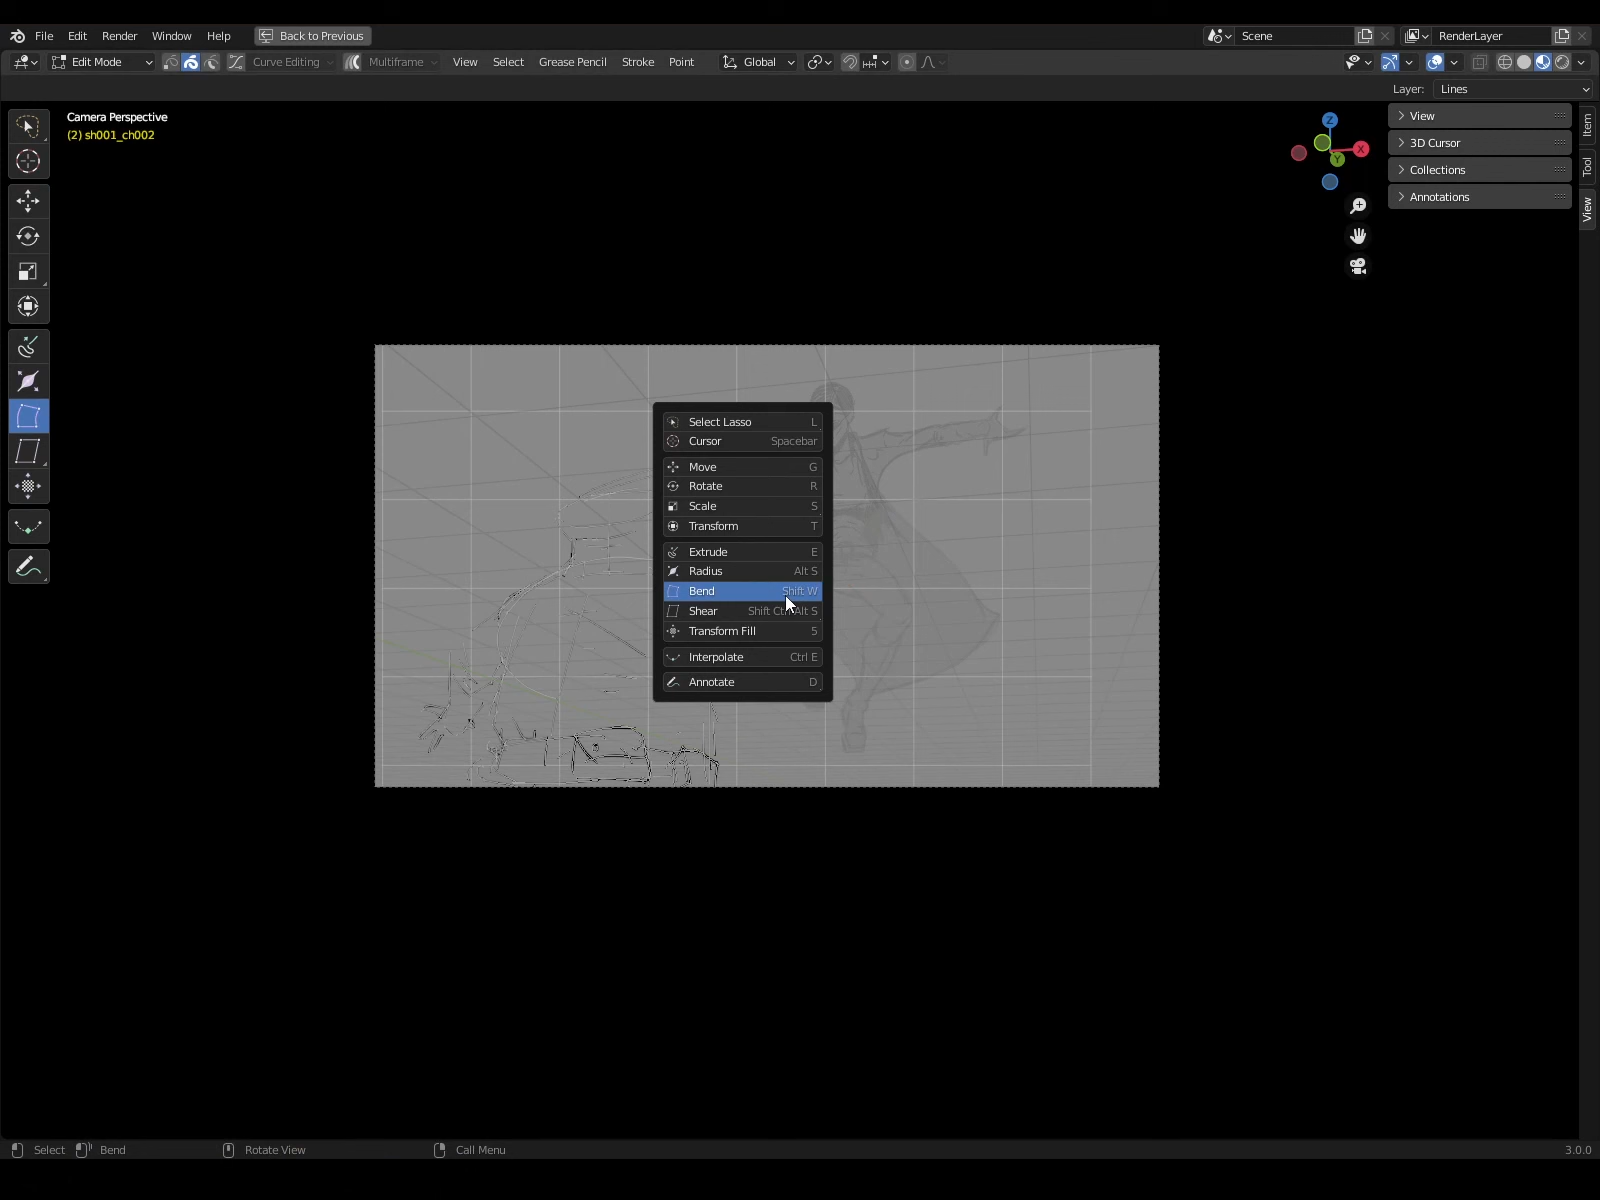 File Edit Render Window Help Back to Previous Scene RenderLayer
Edit Mode Curve Editing Multiframe View Select Grease Pencil Stroke Point Global
Layer: Lines
Camera Perspective
(2) sh001_ch002
Z
X
Y
View
3D Cursor
Collections
Annotations
Item
Tool
View
Select Lasso L
Cursor Spacebar
Move G
Rotate R
Scale S
Transform T
Extrude E
Radius Alt S
Bend Shift W
Shear Shift Ctrl Alt S
Transform Fill 5
Interpolate Ctrl E
Annotate D
Select Bend Rotate View Call Menu 3.0.0